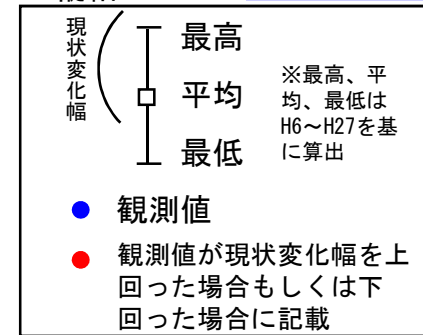 現状変化幅
最高
平均
最低
※最高、平
均、最低は
H6～H27を基
に算出
観測値
観測値が現状変化幅を上
回った場合もしくは下
回った場合に記載